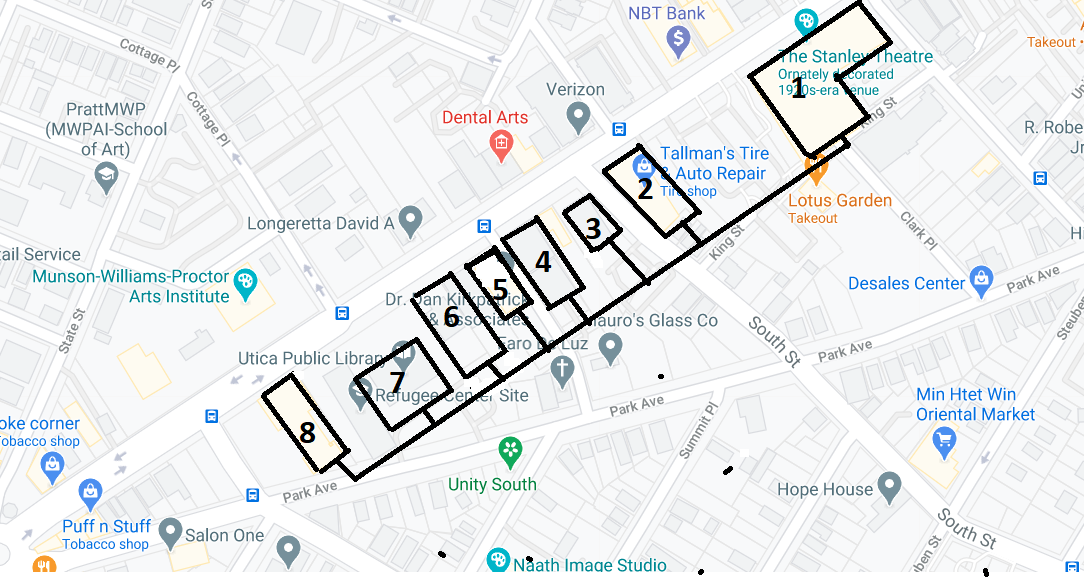 NBT Bank
Cottage Pl
The Stanley Theatre
Ornately decorated
1920s-era venue
1
Takeout
Verizon
PrattMWP
(MWPAI-School
of Art)
Cottage Pl
Dental Arts
King St
R. Robe
Tallman's Tire
& Auto Repair
Tire shop
2
Lotus Garden
Takeout
Longeretta David A
3
King St
Clark Pl
ail Service
4
Munson-Williams-Proctor
Arts Institute
5
Desales Center
Park Ave
Dr. Dan Kirkpatrick
& Associates
6
Mauro's Glass Co
State St
South St
Steuben
Faro Da Luz
Park Ave
Utica Public Library
7
Refugee Center Site
Min Htet Win
Oriental Market
Park Ave
Summit Pl
oke corner
Tobacco shop
8
Unity South
Park Ave
Hope House
Puff n Stuff
Tobacco shop
Salon One
South St
uben St
Naath Image Studio